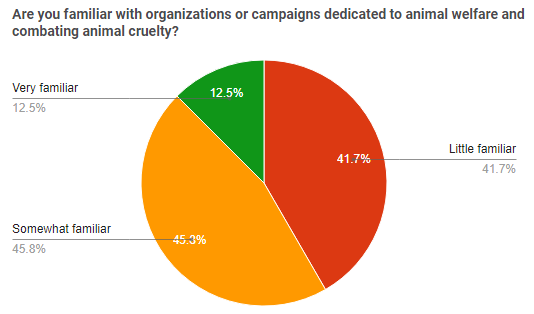 Are you familiar with organizations or campaigns dedicated to animal welfare and
combating animal cruelty?
Very familiar
12.5%
12.5%
Little familiar
41.7%
41.7%
Somewhat familiar
45.8%
45.8%